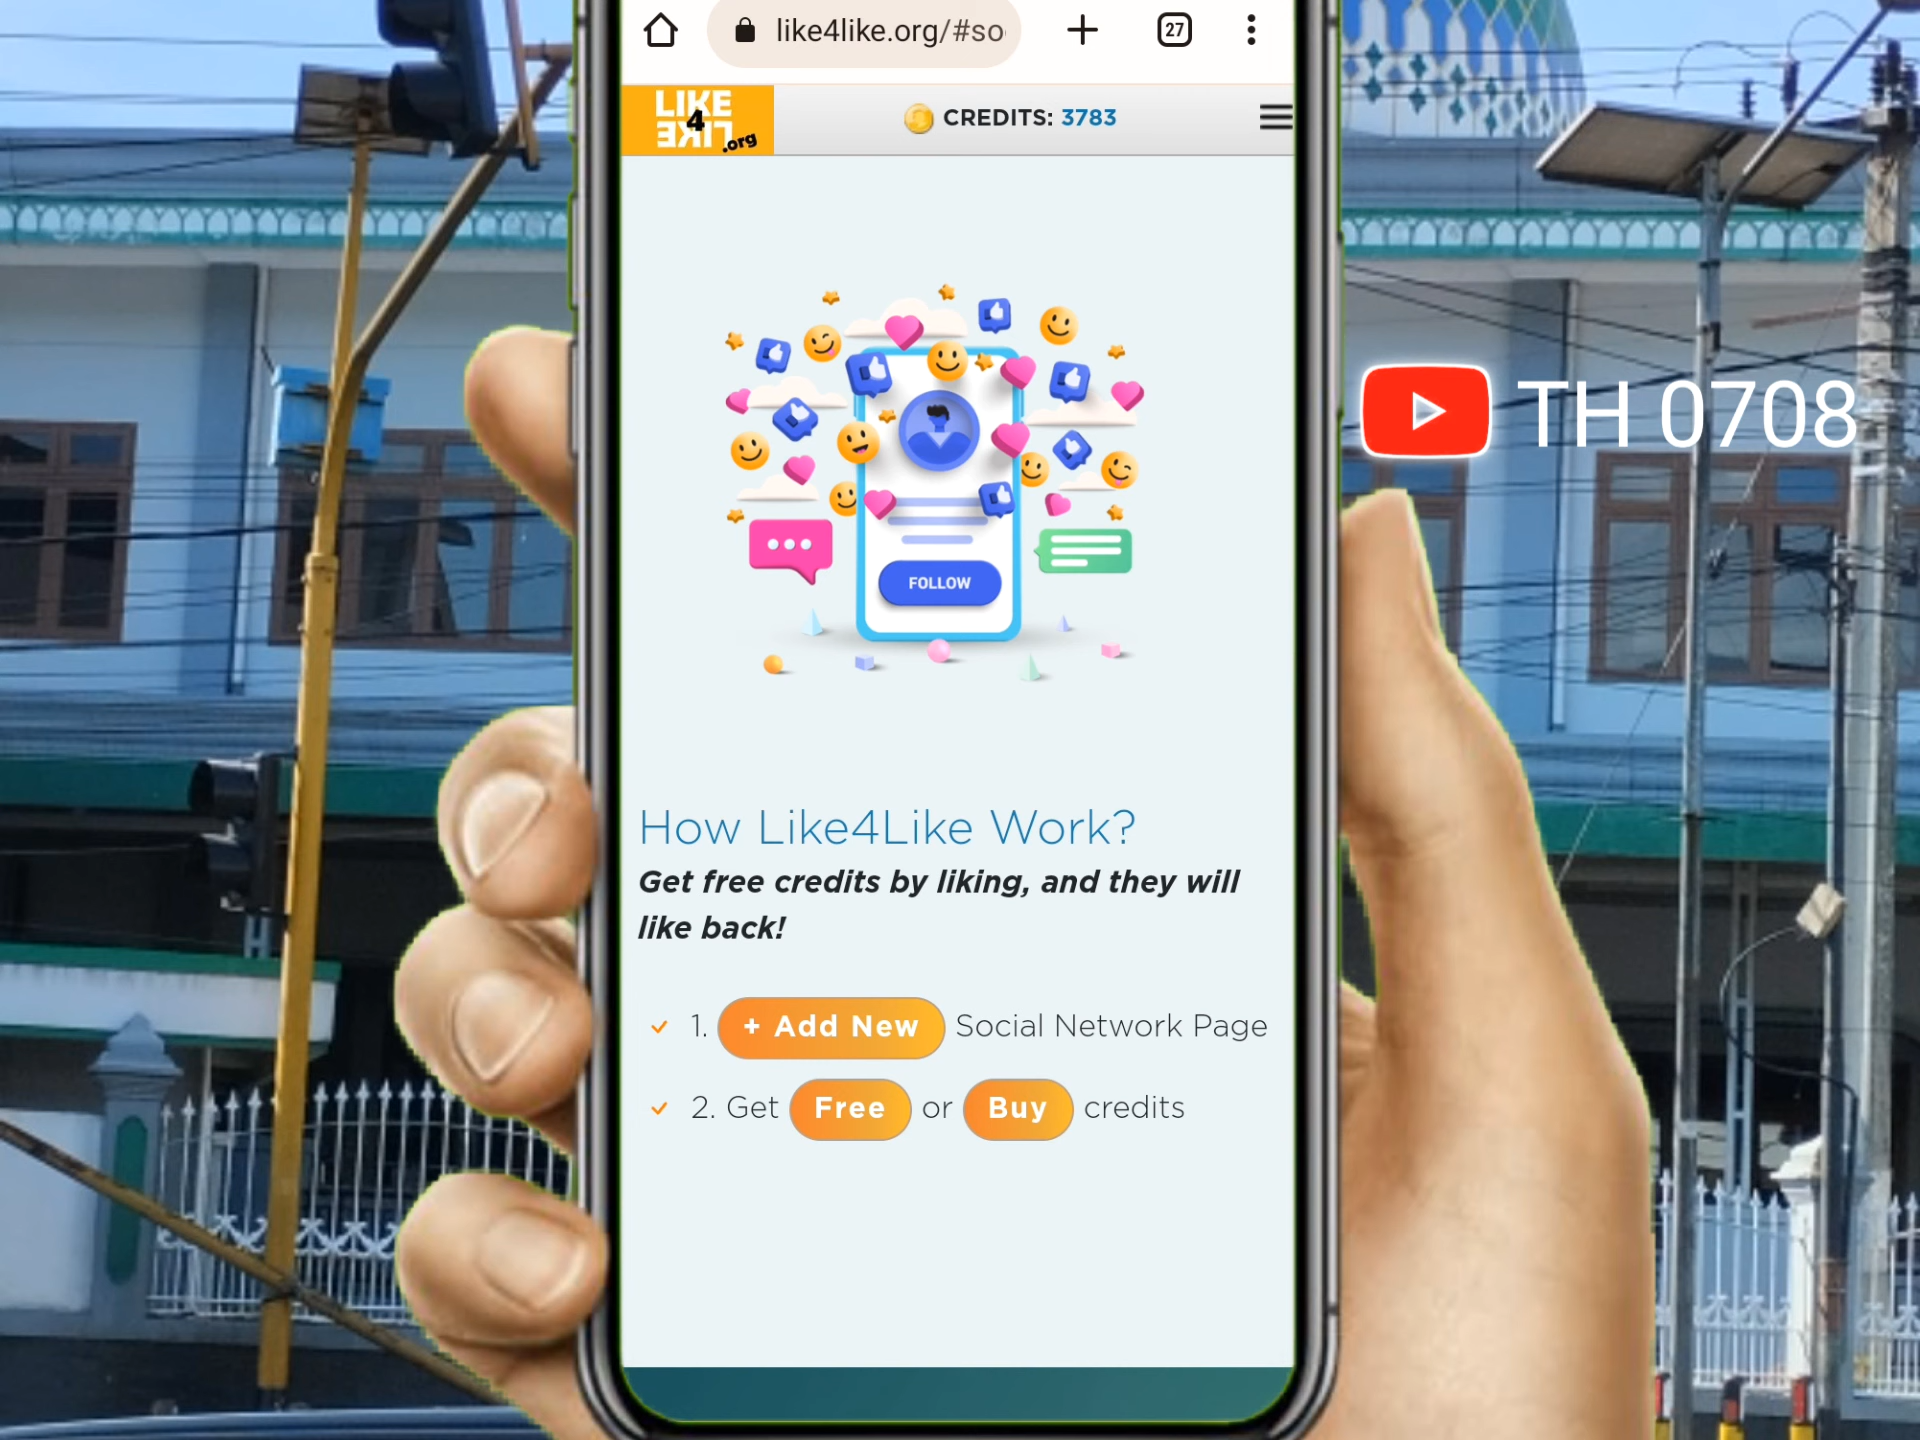 like4like.org/#so
27
LIKE
4
LIKE
.org
CREDITS: 3783
FOLLOW
TH 0708
How Like4Like Work?
Get free credits by liking, and they will
like back!
1. + Add New Social Network Page
2. Get Free or Buy credits